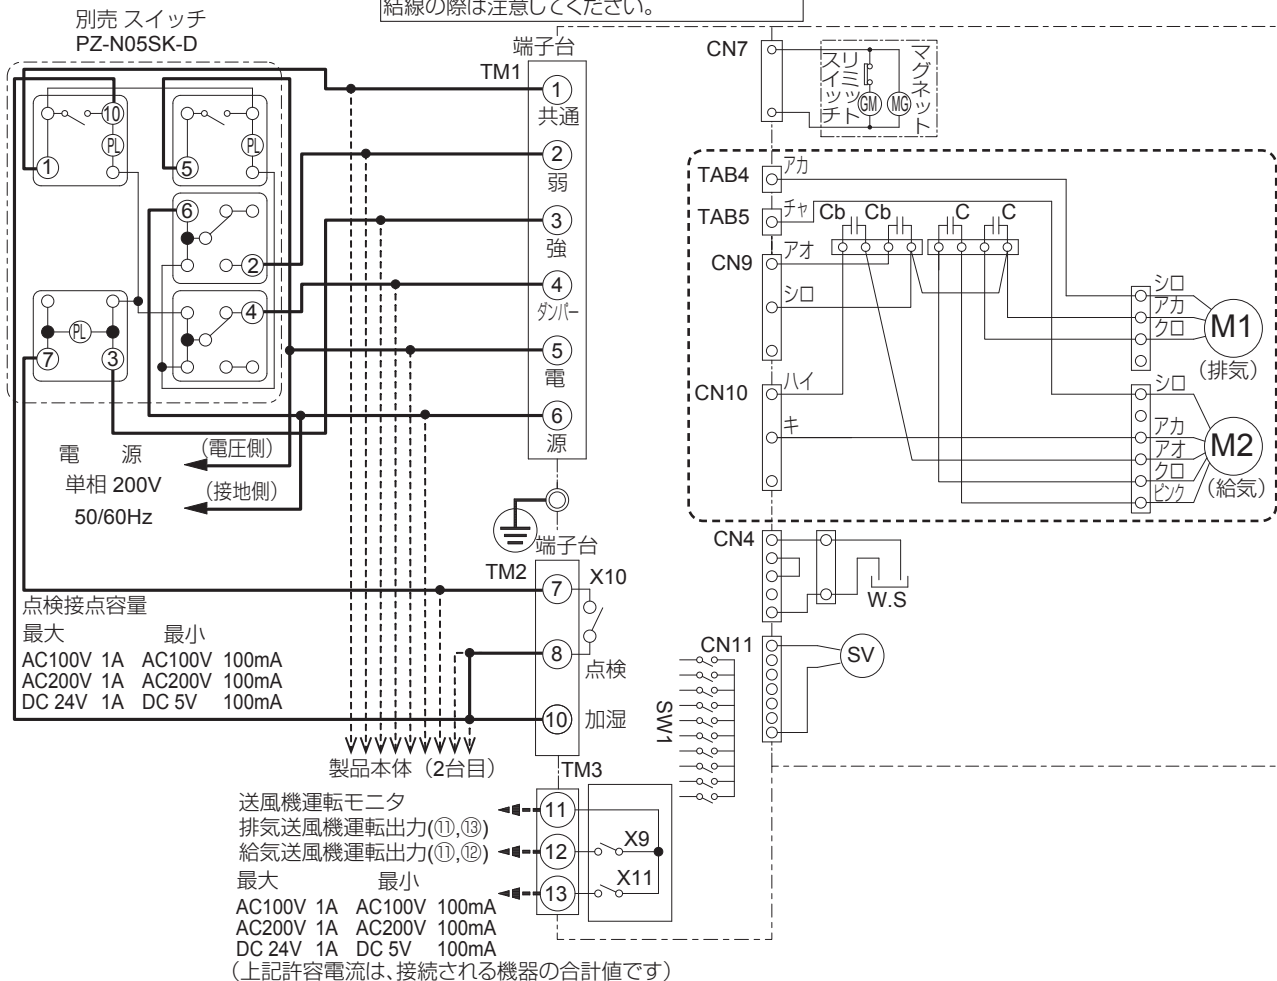 結線の際は注意してください。
別売 スイッチ
PZ-N05SK-D
端子台
TM1
① 共通
② 弱
③ 強
④ ダンパー
⑤ 電
⑥ 源
10
PL
1
5
PL
6
2
4
7
PL
3
電 源
単相 200V
50/60Hz
(電圧側)
(接地側)
端子台
TM2
X10
⑦
⑧ 点検
⑩ 加湿
点検接点容量
最大 最小
AC100V 1A AC100V 100mA
AC200V 1A AC200V 100mA
DC 24V 1A DC 5V 100mA
製品本体(2台目)
TM3
⑪
⑫
⑬
X9
X11
送風機運転モニタ
排気送風機運転出力(⑪,⑬)
給気送風機運転出力(⑪,⑫)
最大 最小
AC100V 1A AC100V 100mA
AC200V 1A AC200V 100mA
DC 24V 1A DC 5V 100mA
(上記許容電流は、接続される機器の合計値です)
CN7
リミット
スイッチ
GM
MG
マグネット
TAB4
アカ
TAB5
チャ
Cb Cb C C
CN9
アオ
シロ
CN10
ハイ
キ
シロ
アカ
クロ
M1
(排気)
シロ
アカ
アオ
クロ
ピンク
M2
(給気)
CN4
W.S
CN11
SV
SW1